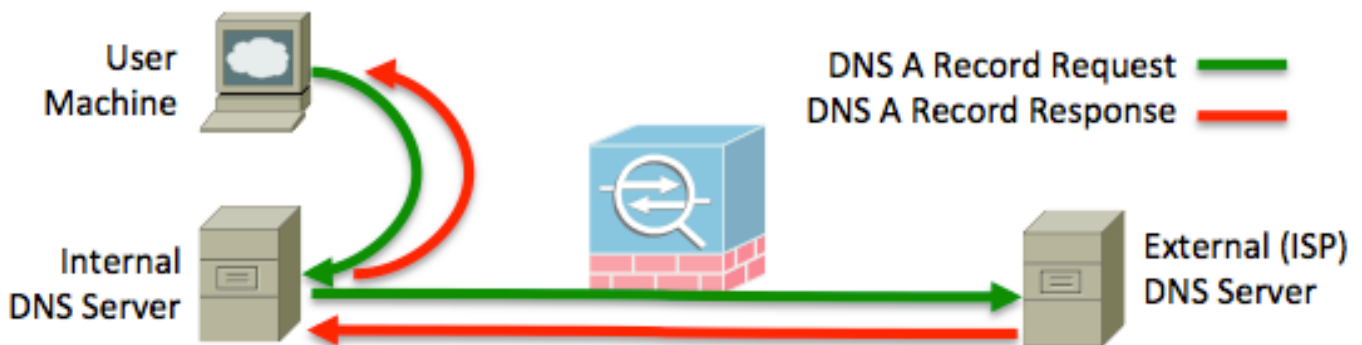 User
Machine
DNS A Record Request
DNS A Record Response
Internal
DNS Server
External (ISP)
DNS Server